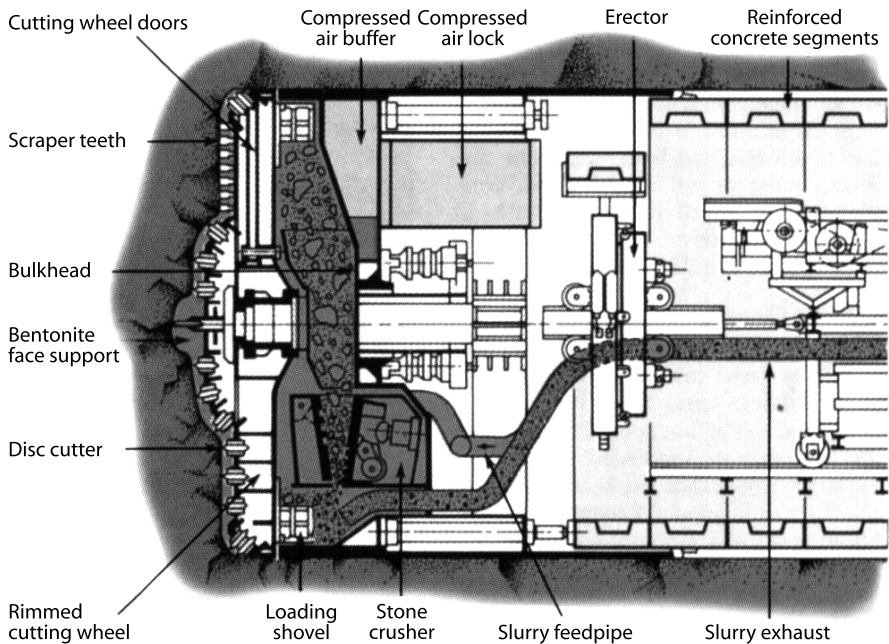 Cutting wheel doors
Compressed
air buffer
Compressed
air lock
Erector
Reinforced
concrete segments
Scraper teeth
Bulkhead
Bentonite
face support
Disc cutter
Rimmed
cutting wheel
Loading
shovel
Stone
crusher
Slurry feedpipe
Slurry exhaust